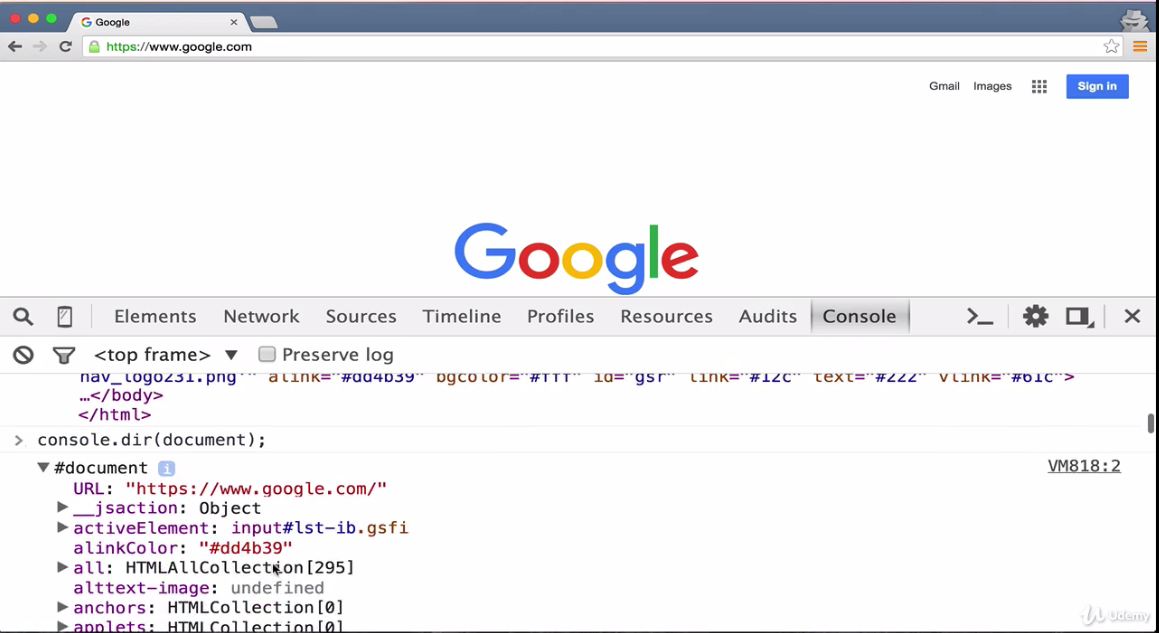 Google
https://www.google.com
Gmail Images Sign in
Google
Elements Network Sources Timeline Profiles Resources Audits Console
<top frame> Preserve log
nav_logo231.png'" alink="#dd4b39" bgcolor="#fff" id="gsr" link="#12c" text="#222" vlink="#61c">
…</body>
</html>
> console.dir(document);
#document i VM818:2
URL: "https://www.google.com/"
__jsaction: Object
activeElement: input#lst-ib.gsfi
alinkColor: "#dd4b39"
all: HTMLAllCollection[295]
alttext-image: undefined
anchors: HTMLCollection[0]
applets: HTMLCollection[0]
Udemy